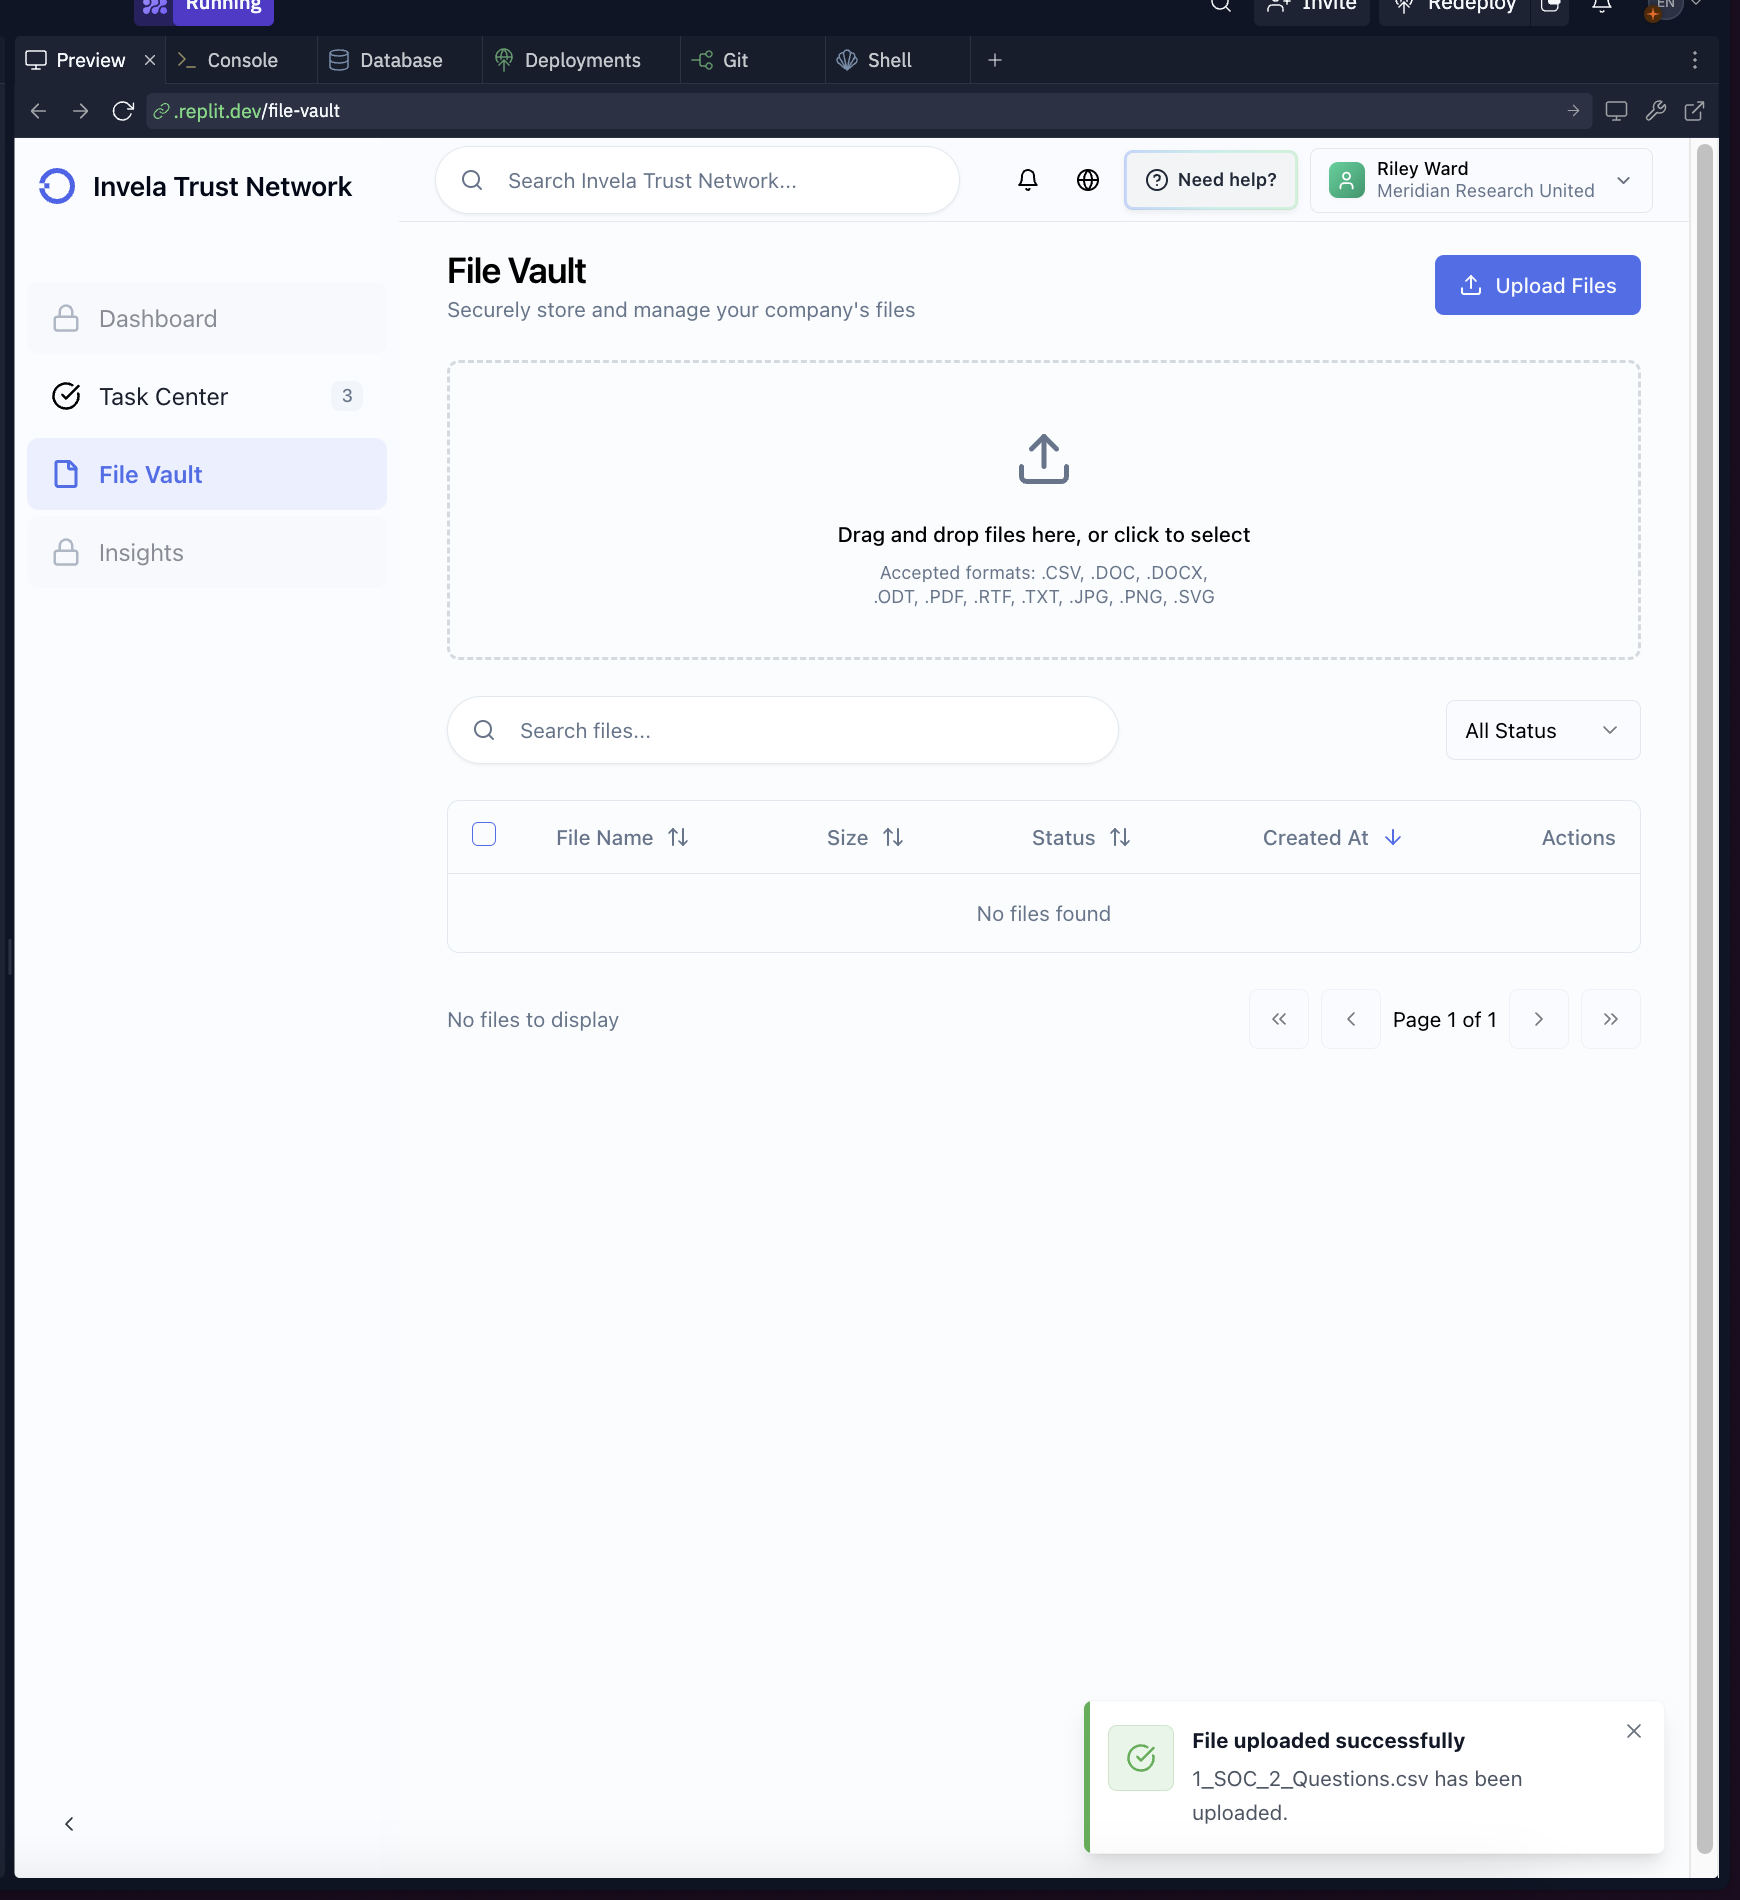 Running
Invite
Redeploy
EN
Preview
Console
Database
Deployments
Git
Shell
.replit.dev/file-vault
Invela Trust Network
Search Invela Trust Network...
Need help?
Riley Ward
Meridian Research United
Dashboard
Task Center
3
File Vault
Insights
File Vault
Securely store and manage your company's files
Upload Files
Drag and drop files here, or click to select
Accepted formats: .CSV, .DOC, .DOCX,
.ODT, .PDF, .RTF, .TXT, .JPG, .PNG, .SVG
Search files...
All Status
File Name
Size
Status
Created At
Actions
No files found
No files to display
Page 1 of 1
File uploaded successfully
1_SOC_2_Questions.csv has been
uploaded.